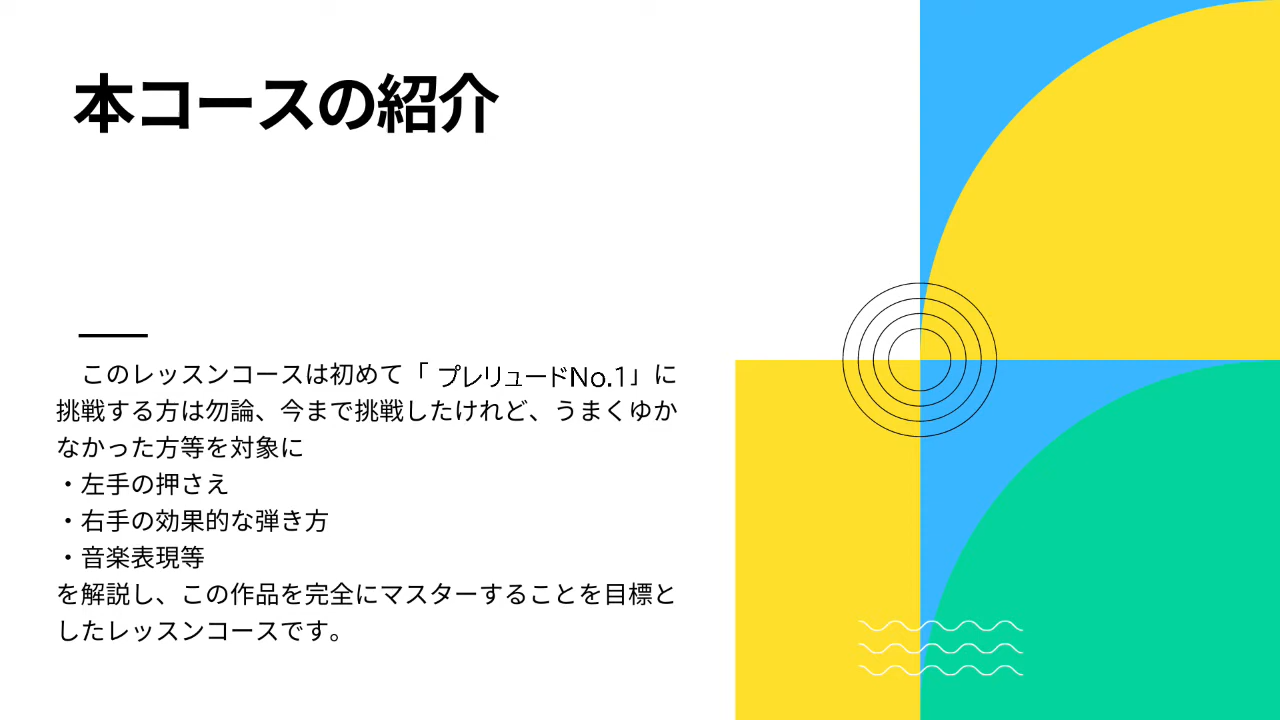 本コースの紹介
このレッスンコースは初めて「プレリュードNo.1」に
挑戦する方は勿論、今まで挑戦したけれど、うまくゆか
なかった方等を対象に
・左手の押さえ
・右手の効果的な弾き方
・音楽表現等
を解説し、この作品を完全にマスターすることを目標と
したレッスンコースです。